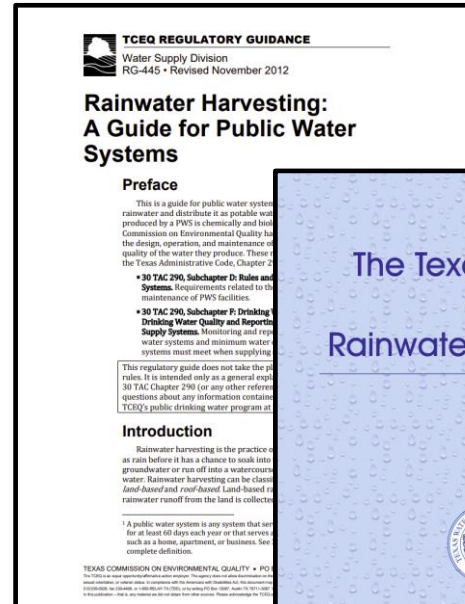 TCEQ REGULATORY GUIDANCE
Water Supply Division
RG-445 • Revised November 2012
Rainwater Harvesting:
A Guide for Public Water
Systems
Preface
This is a guide for public water system
rainwater and distribute it as potable wat
produced by a PWS is chemically and biol
Commission on Environmental Quality ha
the design, operation, and maintenance of
quality of the water they produce. These r
the Texas Administrative Code, Chapter 2
• 30 TAC 290, Subchapter D: Rules and
Systems. Requirements related to the
maintenance of PWS facilities.
• 30 TAC 290, Subchapter F: Drinking
Drinking Water Quality and Reporting
Supply Systems. Monitoring and repo
water systems and minimum water
systems must meet when supplying
This regulatory guide does not take the pl
rules. It is intended only as a general expla
30 TAC Chapter 290 (or any other referen
questions about any information containe
TCEQ's public drinking water program at
Introduction
Rainwater harvesting is the practice o
as rain before it has a chance to soak into
groundwater or run off into a watercourse
water. Rainwater harvesting can be classif
land-based and roof-based. Land-based ra
rainwater runoff from the land is collected
1 A public water system is any system that serv
for at least 60 days each year or that serves a
such as a home, apartment, or business. See
complete definition.
TEXAS COMMISSION ON ENVIRONMENTAL QUALITY • PO
The Texa
Rainwate
TEXAS WAT